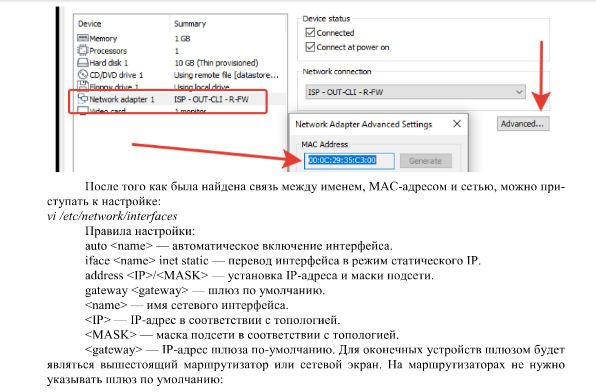 Device Summary
Memory 1 GB
Processors 1
Hard disk 1 10 GB (Thin provisioned)
CD/DVD drive 1 Using remote file [datastore...
Floppy drive 1 Using local drive
Network adapter 1 ISP - OUT-CLI - R-FW
Video card 1 monitor
Device status
Connected
Connect at power on
Network connection
ISP - OUT-CLI - R-FW
Advanced...
Network Adapter Advanced Settings
MAC Address
00:0C:29:35:C3:00 Generate
После того как была найдена связь между именем, MAC-адресом и сетью, можно при-
ступать к настройке:
vi /etc/network/interfaces
Правила настройки:
auto <name> — автоматическое включение интерфейса.
iface <name> inet static — перевод интерфейса в режим статического IP.
address <IP>/<MASK> — установка IP-адреса и маски подсети.
gateway <gateway> — шлюз по умолчанию.
<name> — имя сетевого интерфейса.
<IP> — IP-адрес в соответствии с топологией.
<MASK> — маска подсети в соответствии с топологией.
<gateway> — IP-адрес шлюза по-умолчанию. Для оконечных устройств шлюзом будет
являться вышестоящий маршрутизатор или сетевой экран. На маршрутизаторах не нужно
указывать шлюз по умолчанию: